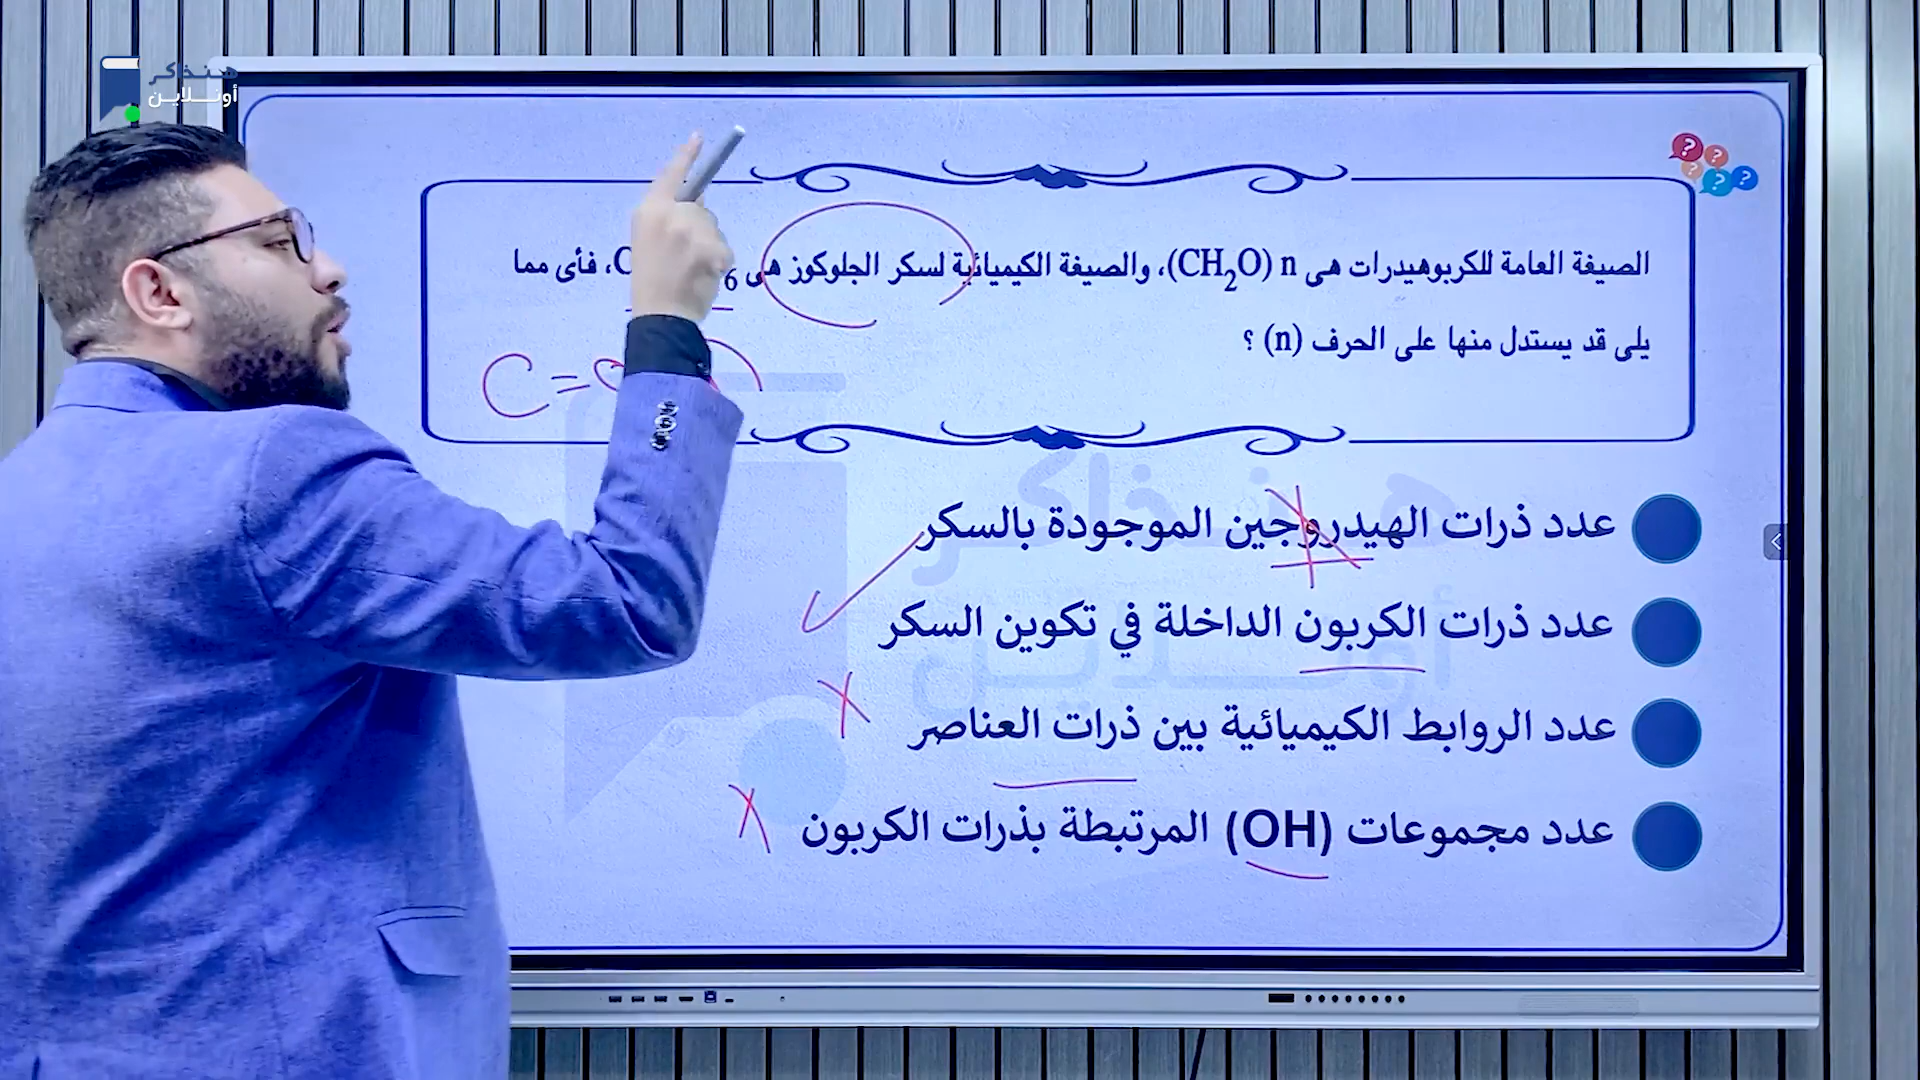 هنذاكر
أونلاين
الصيغة العامة للكربوهيدرات هى (CH2O) n، والصيغة الكيميائية لسكر الجلوكوز هى C 6، فأى مما
يلى قد يستدل منها على الحرف (n) ؟
C =
عدد ذرات الهيدروجين الموجودة بالسكر
عدد ذرات الكربون الداخلة في تكوين السكر
عدد الروابط الكيميائية بين ذرات العناصر
عدد مجموعات (OH) المرتبطة بذرات الكربون